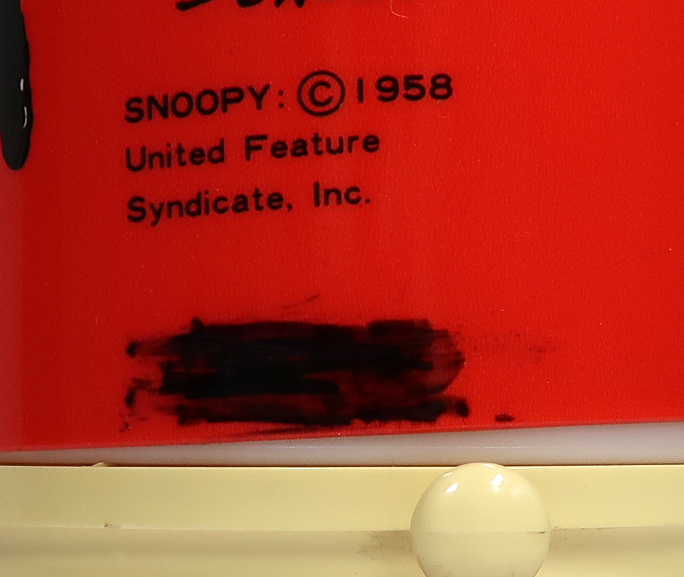 SNOOPY: © 1958
United Feature
Syndicate, Inc.